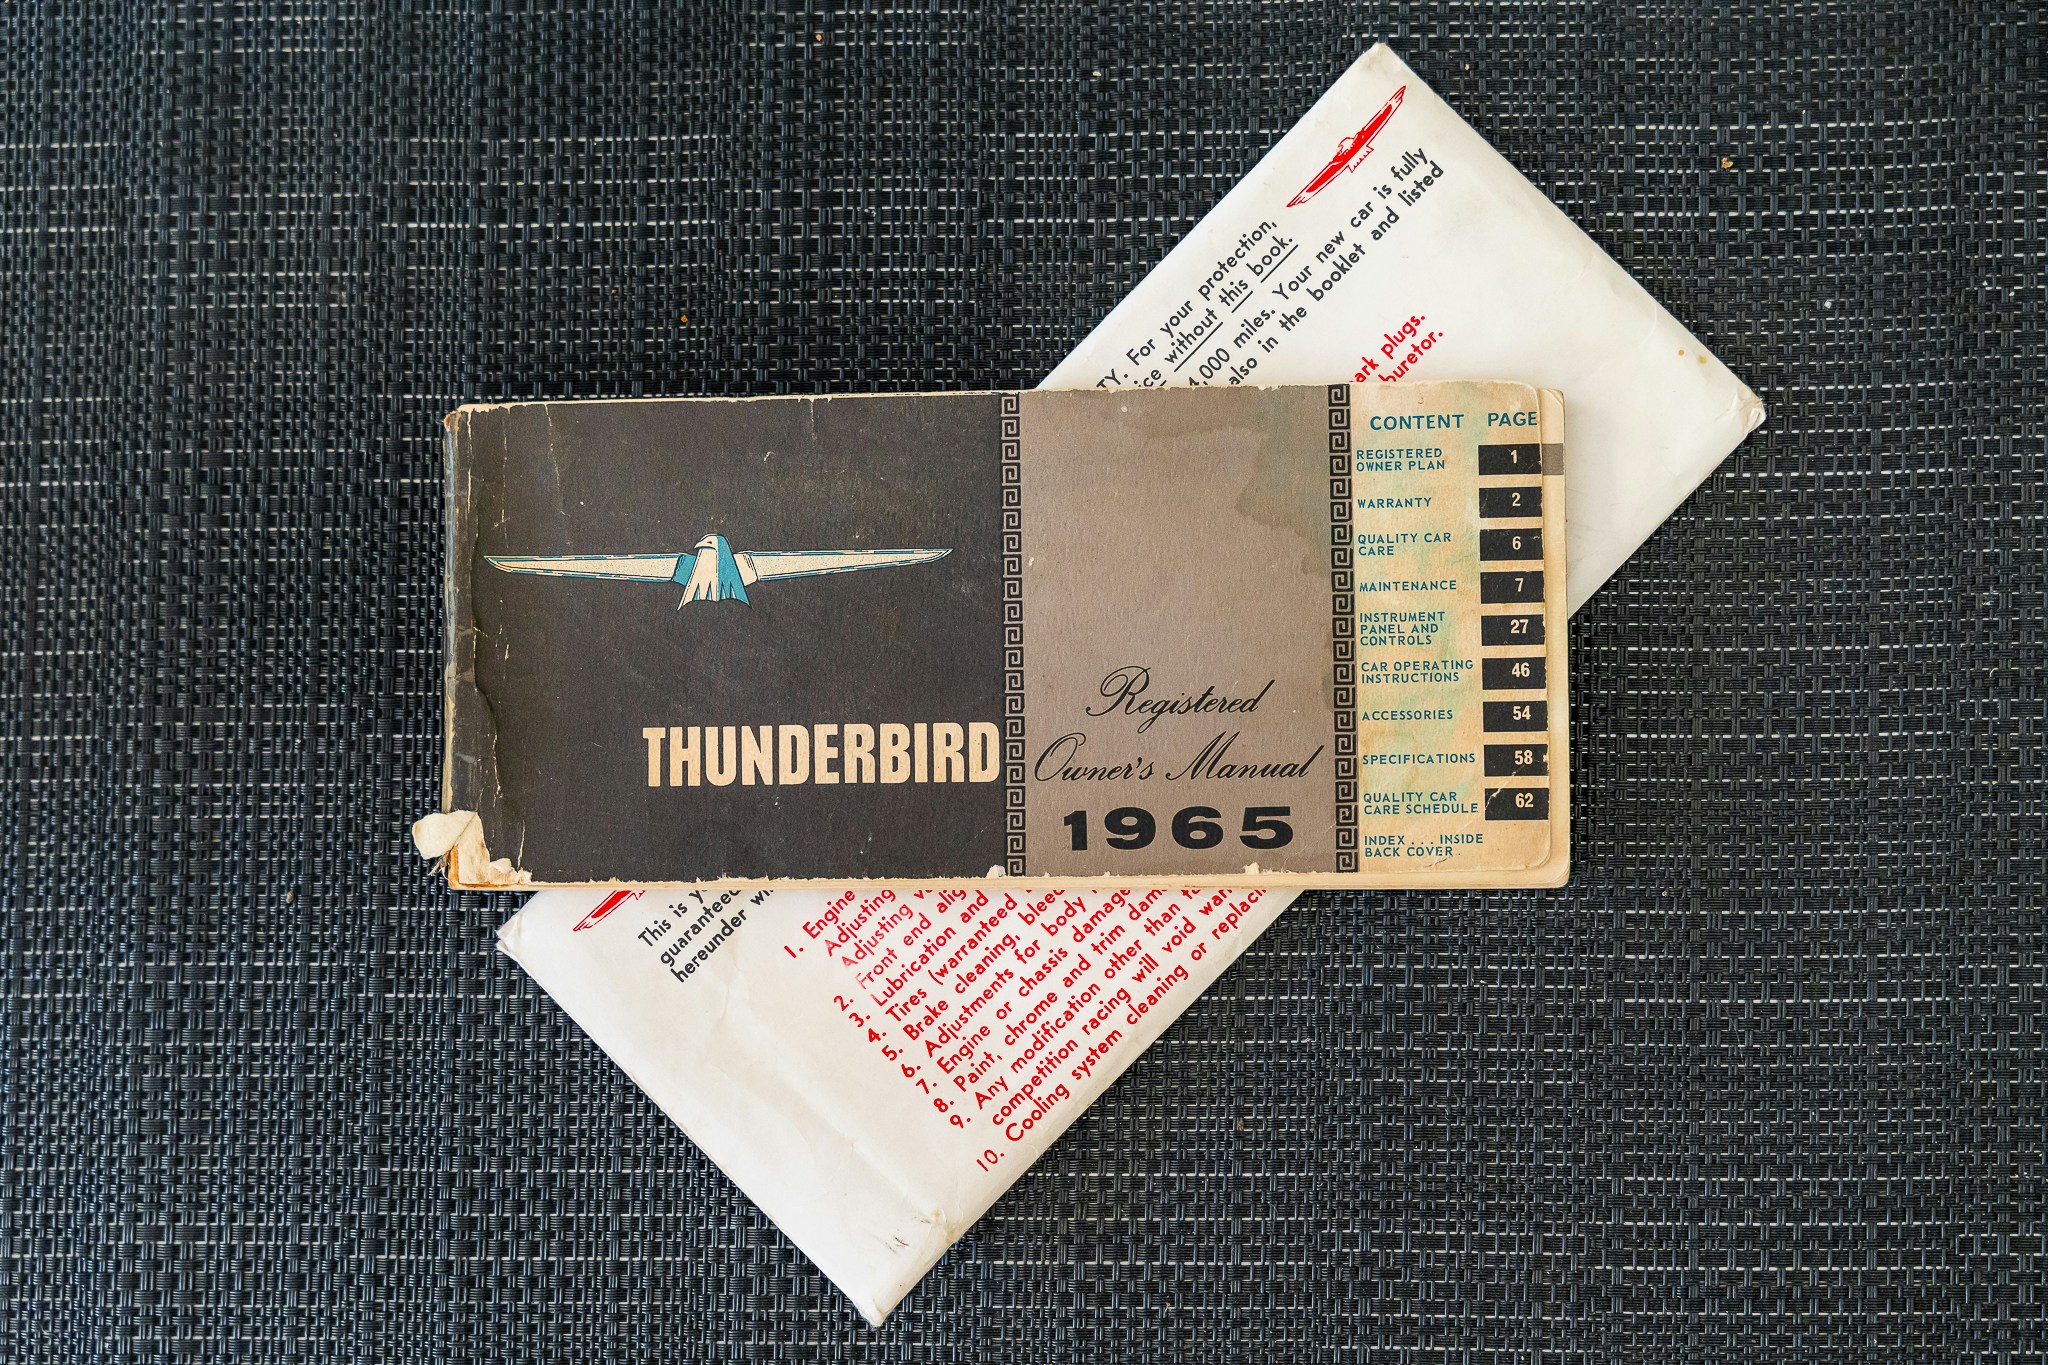 TY. For your protection,
ice without this book.
4,000 miles. Your new car is fully
also in the booklet and listed
ark plugs.
buretor.
THUNDERBIRD
Registered
Owner's Manual
1965
CONTENT PAGE
REGISTERED
OWNER PLAN 1
WARRANTY 2
QUALITY CAR
CARE 6
MAINTENANCE 7
INSTRUMENT
PANEL AND
CONTROLS 27
CAR OPERATING
INSTRUCTIONS 46
ACCESSORIES 54
SPECIFICATIONS 58
QUALITY CAR
CARE SCHEDULE 62
INDEX . . . INSIDE
BACK COVER
This is y
guaranteed
hereunder wi
1. Engine
Adjusting
Adjusting v
2. Front end alig
3. Lubrication and
4. Tires (warranteed
5. Brake cleaning, bleed
6. Adjustments for body
7. Engine or chassis damage
8. Paint, chrome and trim dam
9. Any modification other than fa
competition racing will void warr
10. Cooling system cleaning or replacin